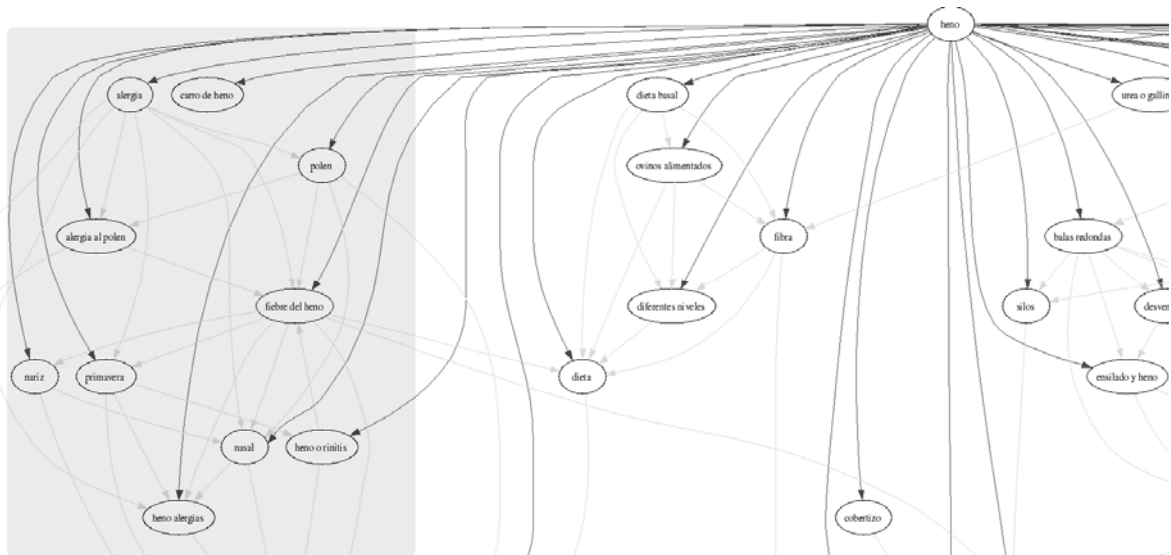 heno
alergia
carro de heno
dieta basal
urea o gallin
polen
ovinos alimentados
alergia al polen
fibra
balas redondas
fiebre del heno
diferentes niveles
silos
desven
nariz
primavera
dieta
ensilado y heno
nasal
heno o rinitis
heno alergias
cobertizo